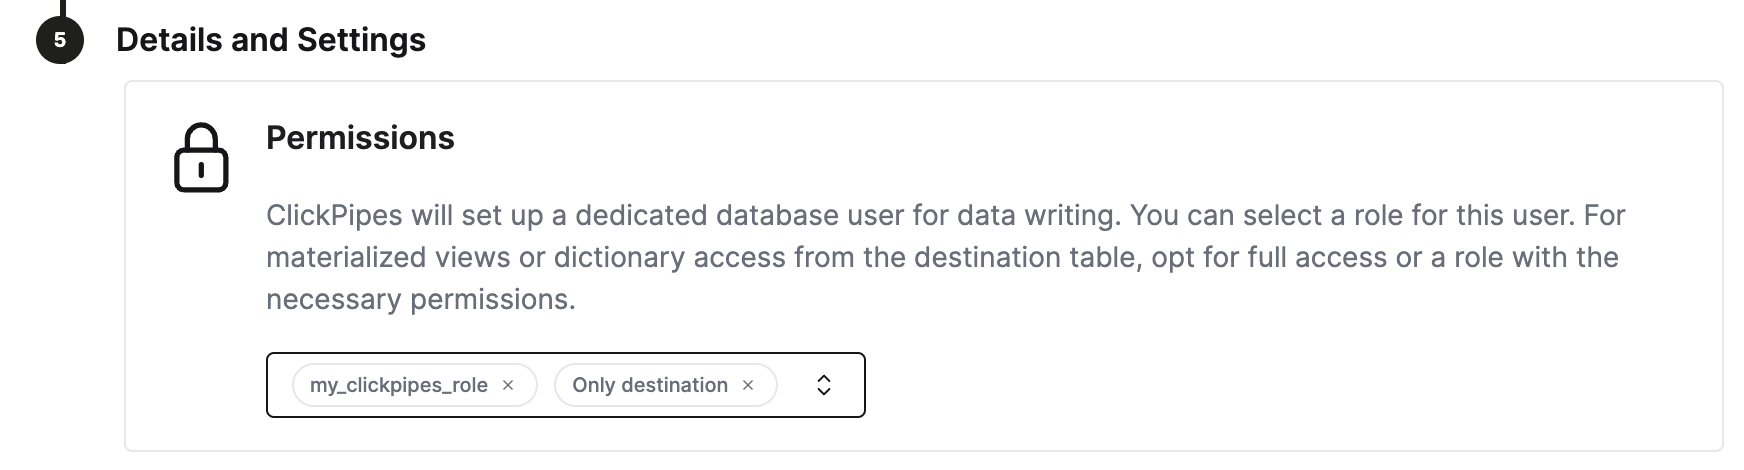 5 Details and Settings
Permissions
ClickPipes will set up a dedicated database user for data writing. You can select a role for this user. For
materialized views or dictionary access from the destination table, opt for full access or a role with the
necessary permissions.
my_clickpipes_role × Only destination ×